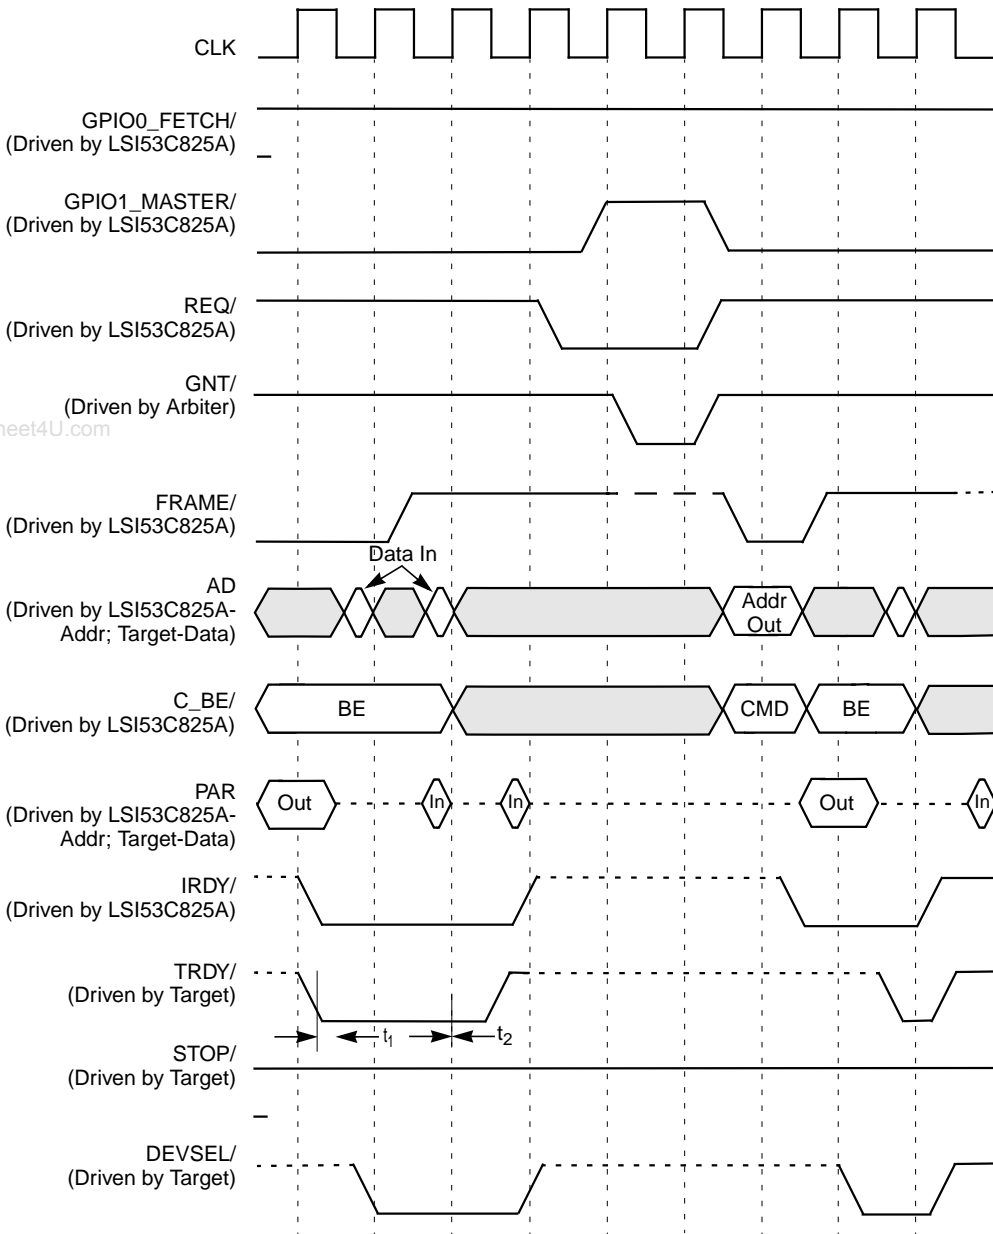 CLK
GPIO0_FETCH/
(Driven by LSI53C825A)
GPIO1_MASTER/
(Driven by LSI53C825A)
REQ/
(Driven by LSI53C825A)
GNT/
(Driven by Arbiter)
heet4U.com
FRAME/
(Driven by LSI53C825A)
Data In
AD
(Driven by LSI53C825A-
Addr; Target-Data)
Addr
Out
C_BE/
(Driven by LSI53C825A)
BE
CMD
BE
PAR
(Driven by LSI53C825A-
Addr; Target-Data)
Out
In
In
Out
In
IRDY/
(Driven by LSI53C825A)
TRDY/
(Driven by Target)
t1
t2
STOP/
(Driven by Target)
DEVSEL/
(Driven by Target)